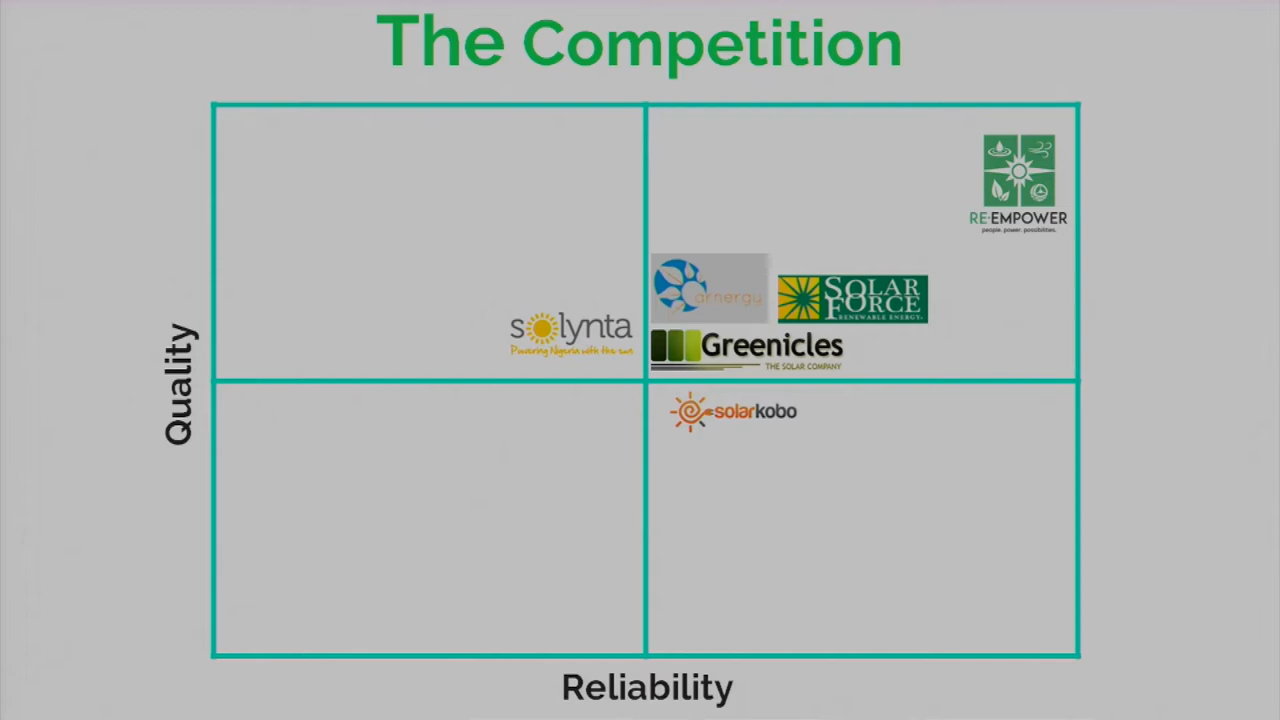 The Competition
RE-EMPOWER
people. power. possibilities.
arnergy
SOLAR
FORCE
RENEWABLE ENERGY
solynta
Powering Nigeria with the sun
Greenicles
THE SOLAR COMPANY
solarkobo
Quality
Reliability